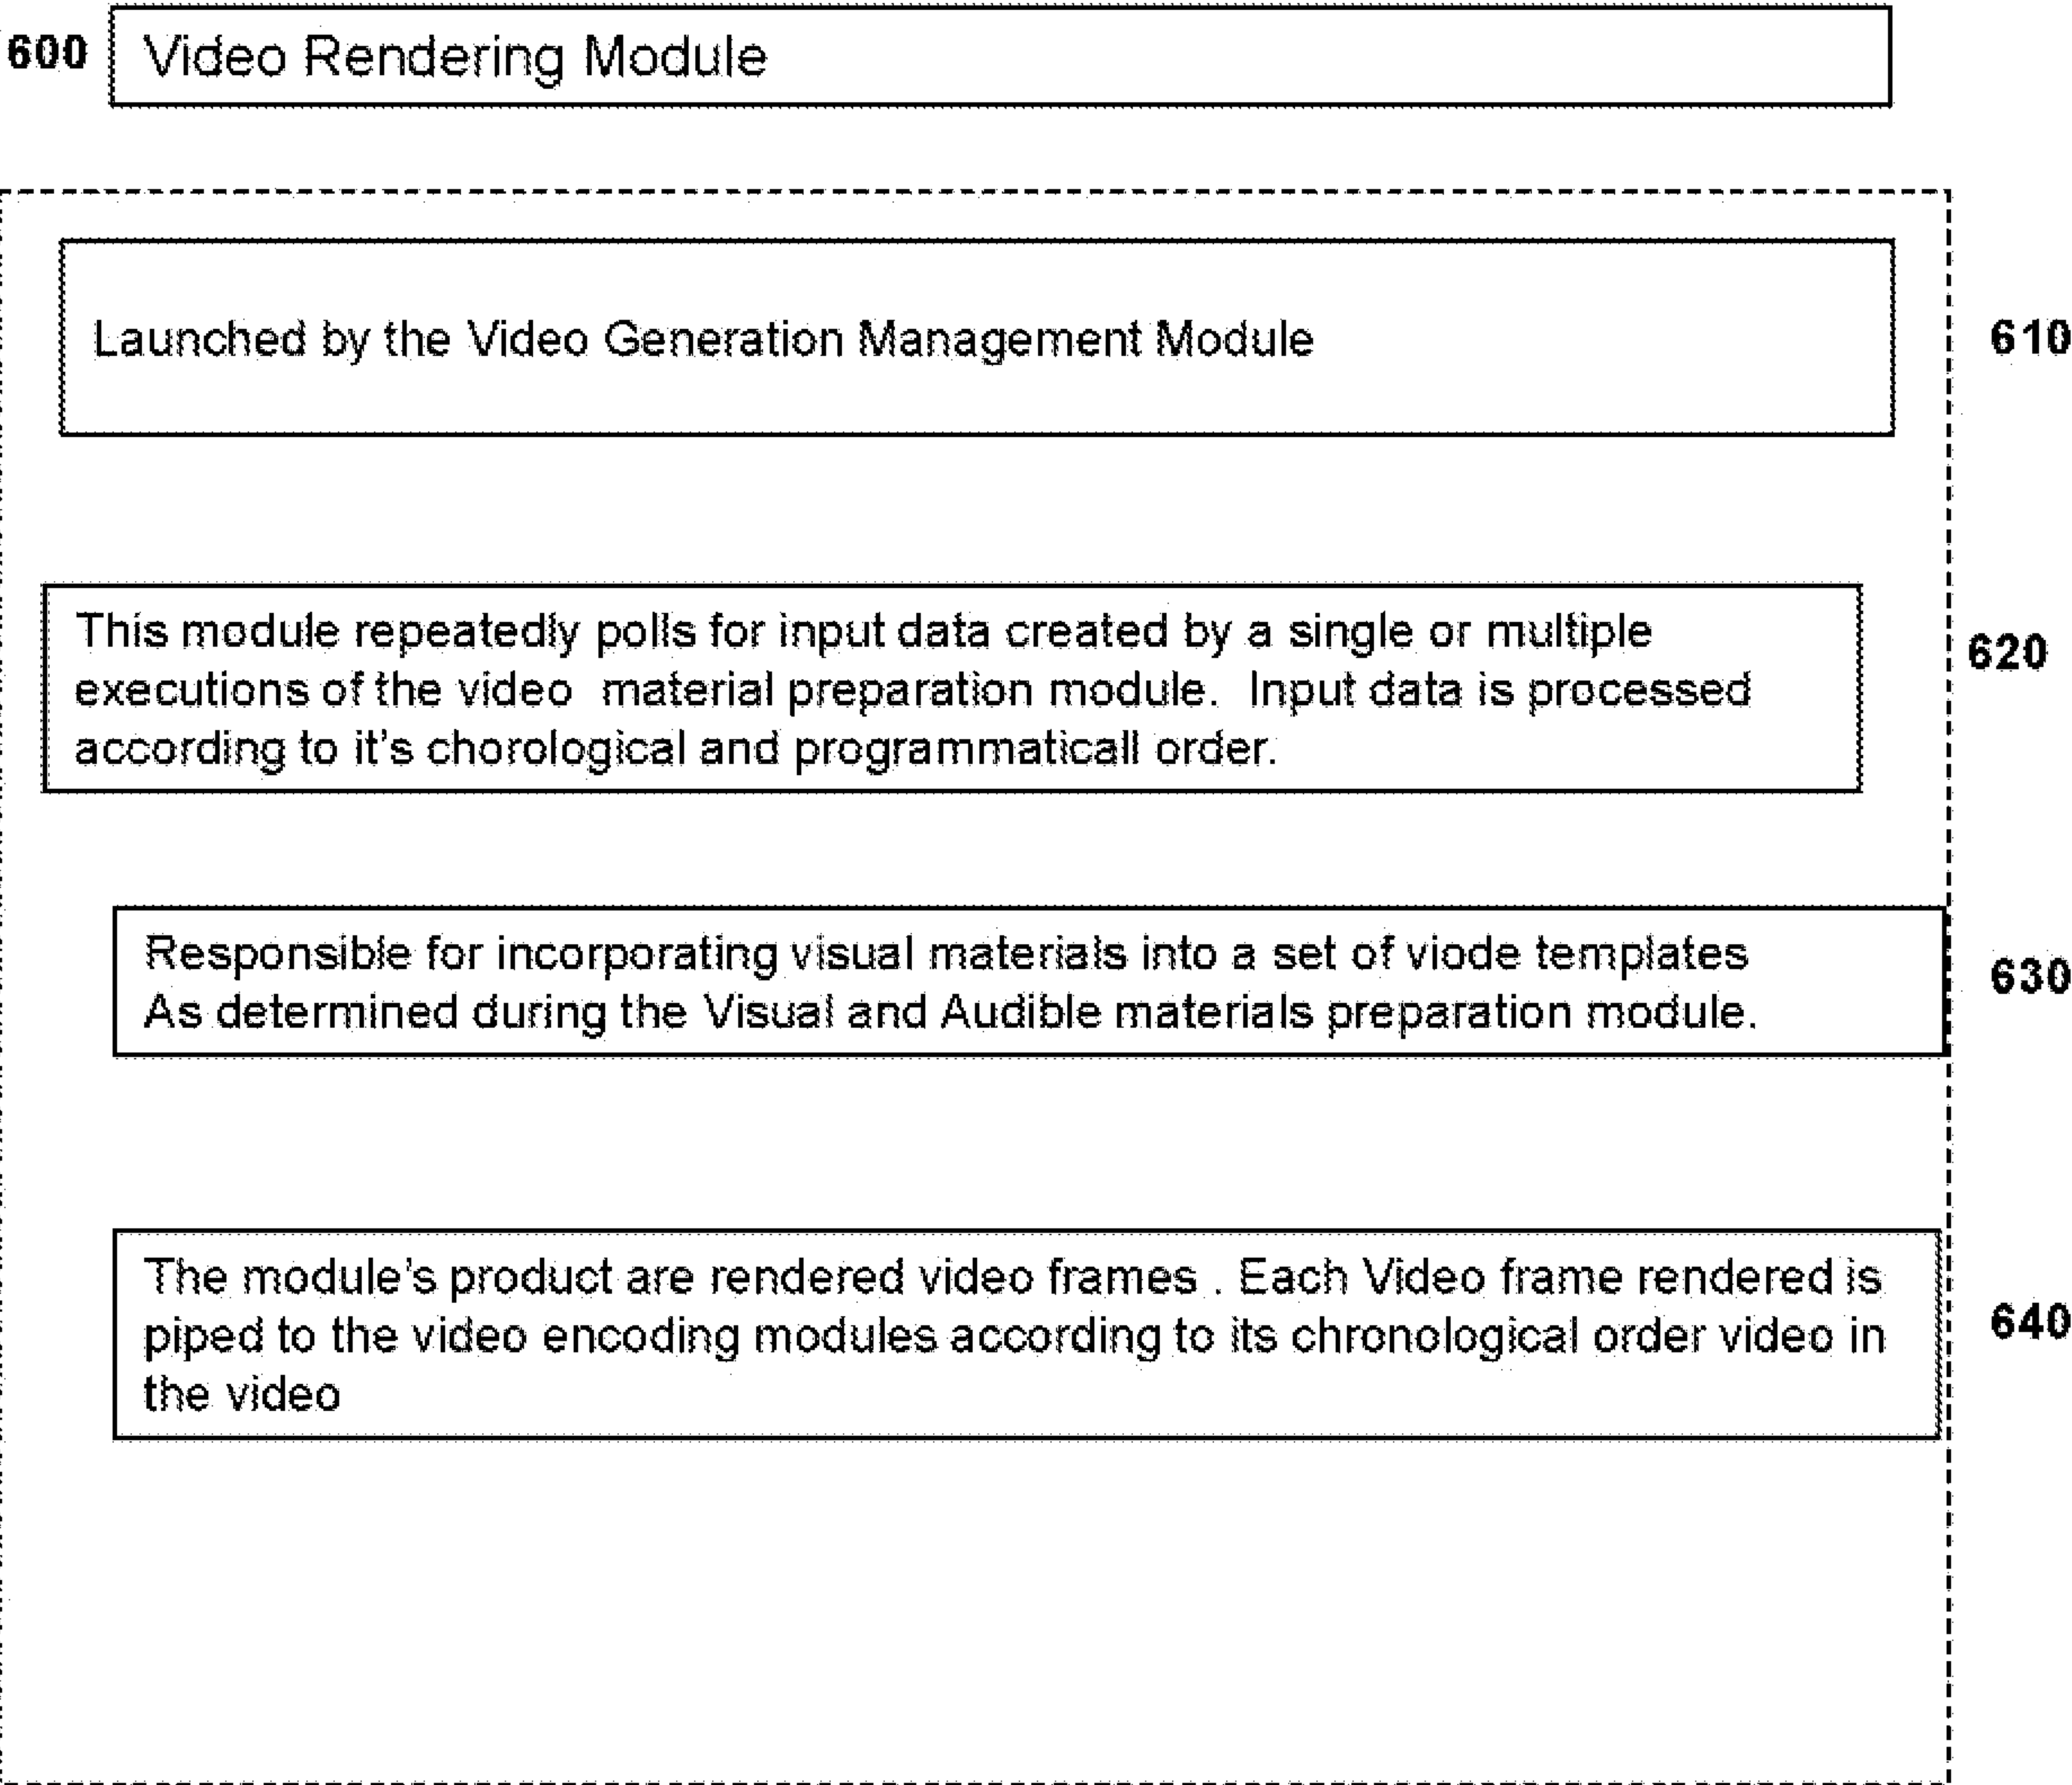 600 Video Rendering Module
Launched by the Video Generation Management Module
610
This module repeatedly polls for input data created by a single or multiple
620
executions of the video material preparation module. Input data is processed
according to it's chorological and programmaticall order.
Responsible for incorporating visual materials into a set of viode templates
630
As determined during the Visual and Audible materials preparation module.
The module's product are rendered video frames . Each Video frame rendered is
640
piped to the video encoding modules according to its chronological order video in
the video